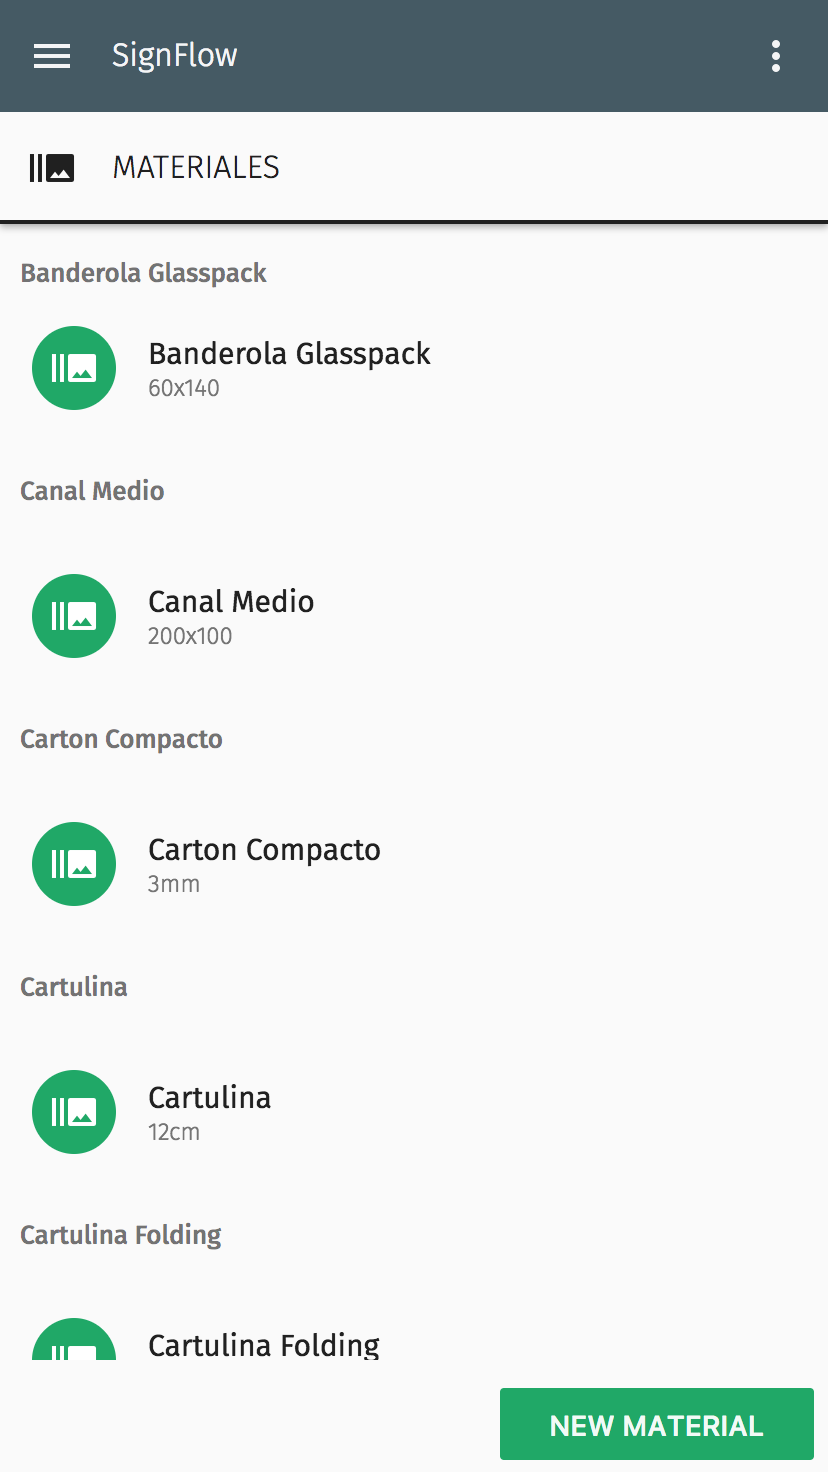 SignFlow
MATERIALES
Banderola Glasspack
Banderola Glasspack
60x140
Canal Medio
Canal Medio
200x100
Carton Compacto
Carton Compacto
3mm
Cartulina
Cartulina
12cm
Cartulina Folding
Cartulina Folding
NEW MATERIAL